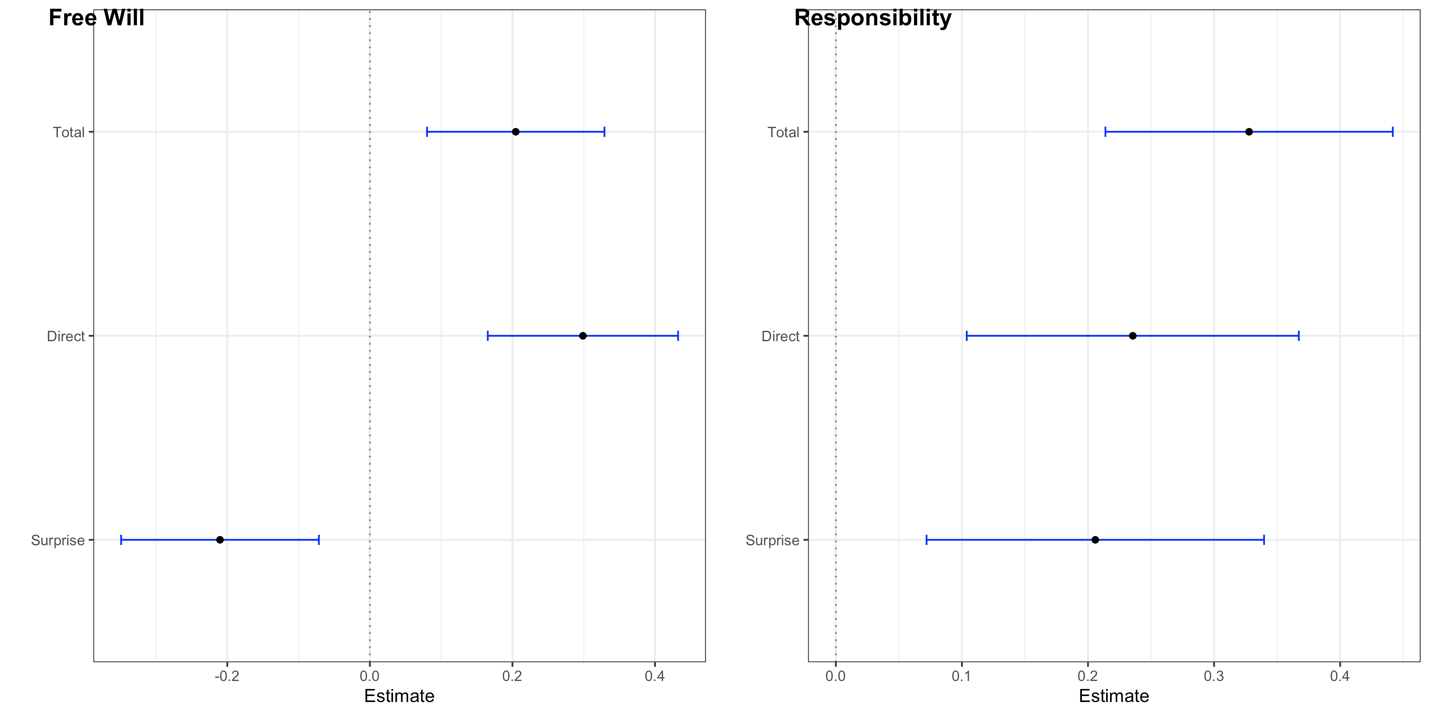 Free Will
Total
Direct
Surprise
-0.2 0.0 0.2 0.4
Estimate
Responsibility
Total
Direct
Surprise
0.0 0.1 0.2 0.3 0.4
Estimate